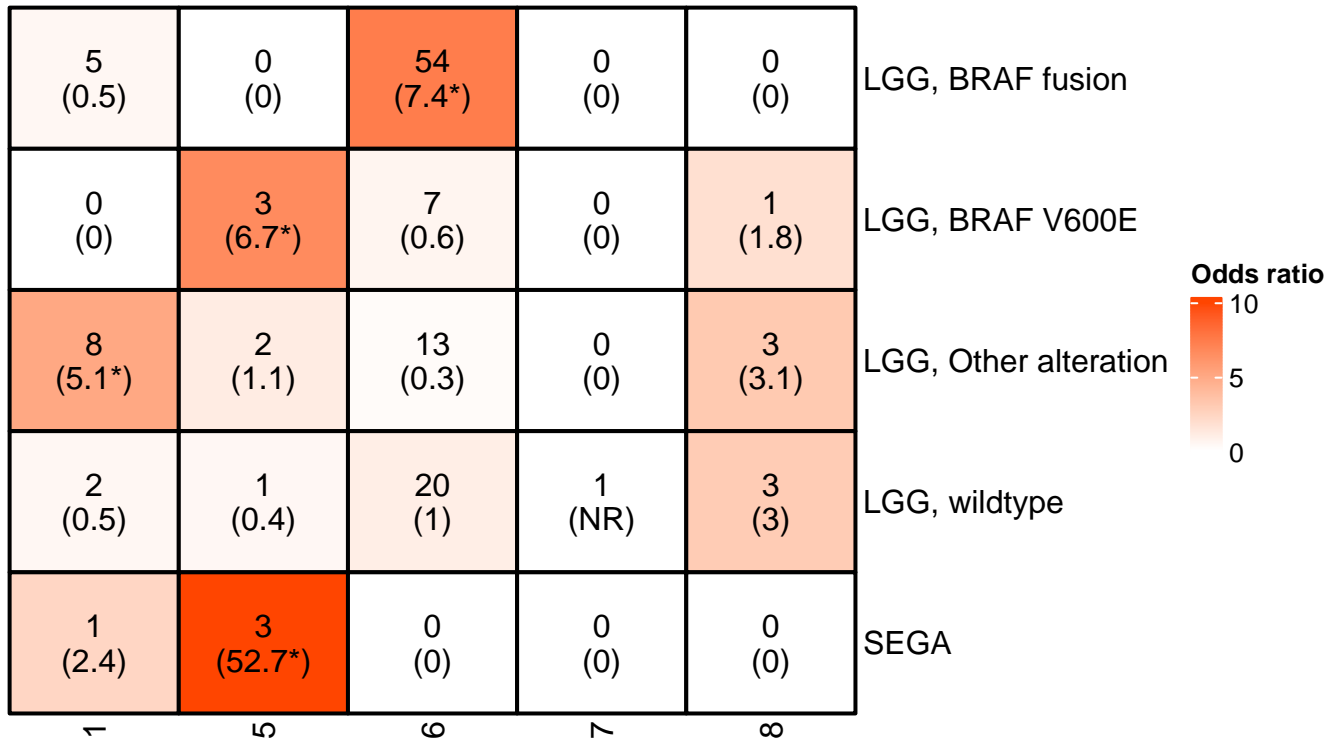 5 0 54 0 0
(0.5) (0) (7.4*) (0) (0)
LGG, BRAF fusion
0 3 7 0 1
(0) (6.7*) (0.6) (0) (1.8)
LGG, BRAF V600E
8 2 13 0 3
(5.1*) (1.1) (0.3) (0) (3.1)
LGG, Other alteration
2 1 20 1 3
(0.5) (0.4) (1) (NR) (3)
LGG, wildtype
1 3 0 0 0
(2.4) (52.7*) (0) (0) (0)
SEGA
1 5 6 7 8
Odds ratio
10
5
0